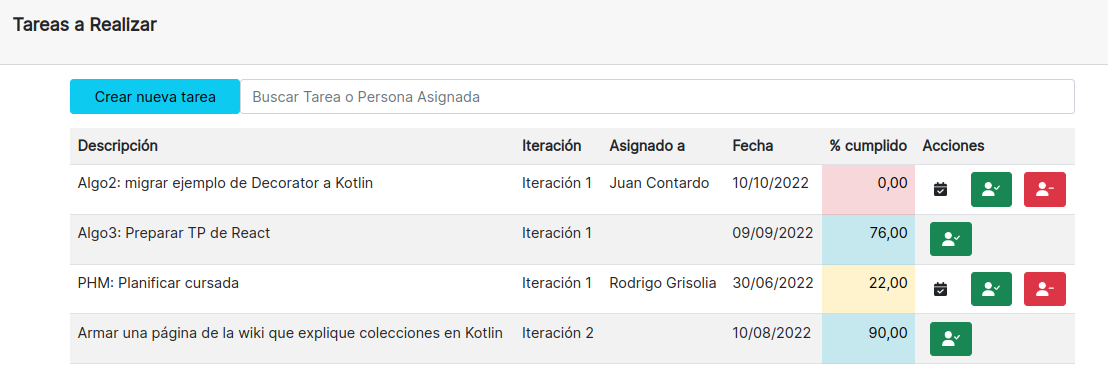 Tareas a Realizar
Crear nueva tarea Buscar Tarea o Persona Asignada
Descripción Iteración Asignado a Fecha % cumplido Acciones
Algo2: migrar ejemplo de Decorator a Kotlin Iteración 1 Juan Contardo 10/10/2022 0,00
Algo3: Preparar TP de React Iteración 1 09/09/2022 76,00
PHM: Planificar cursada Iteración 1 Rodrigo Grisolia 30/06/2022 22,00
Armar una página de la wiki que explique colecciones en Kotlin Iteración 2 10/08/2022 90,00